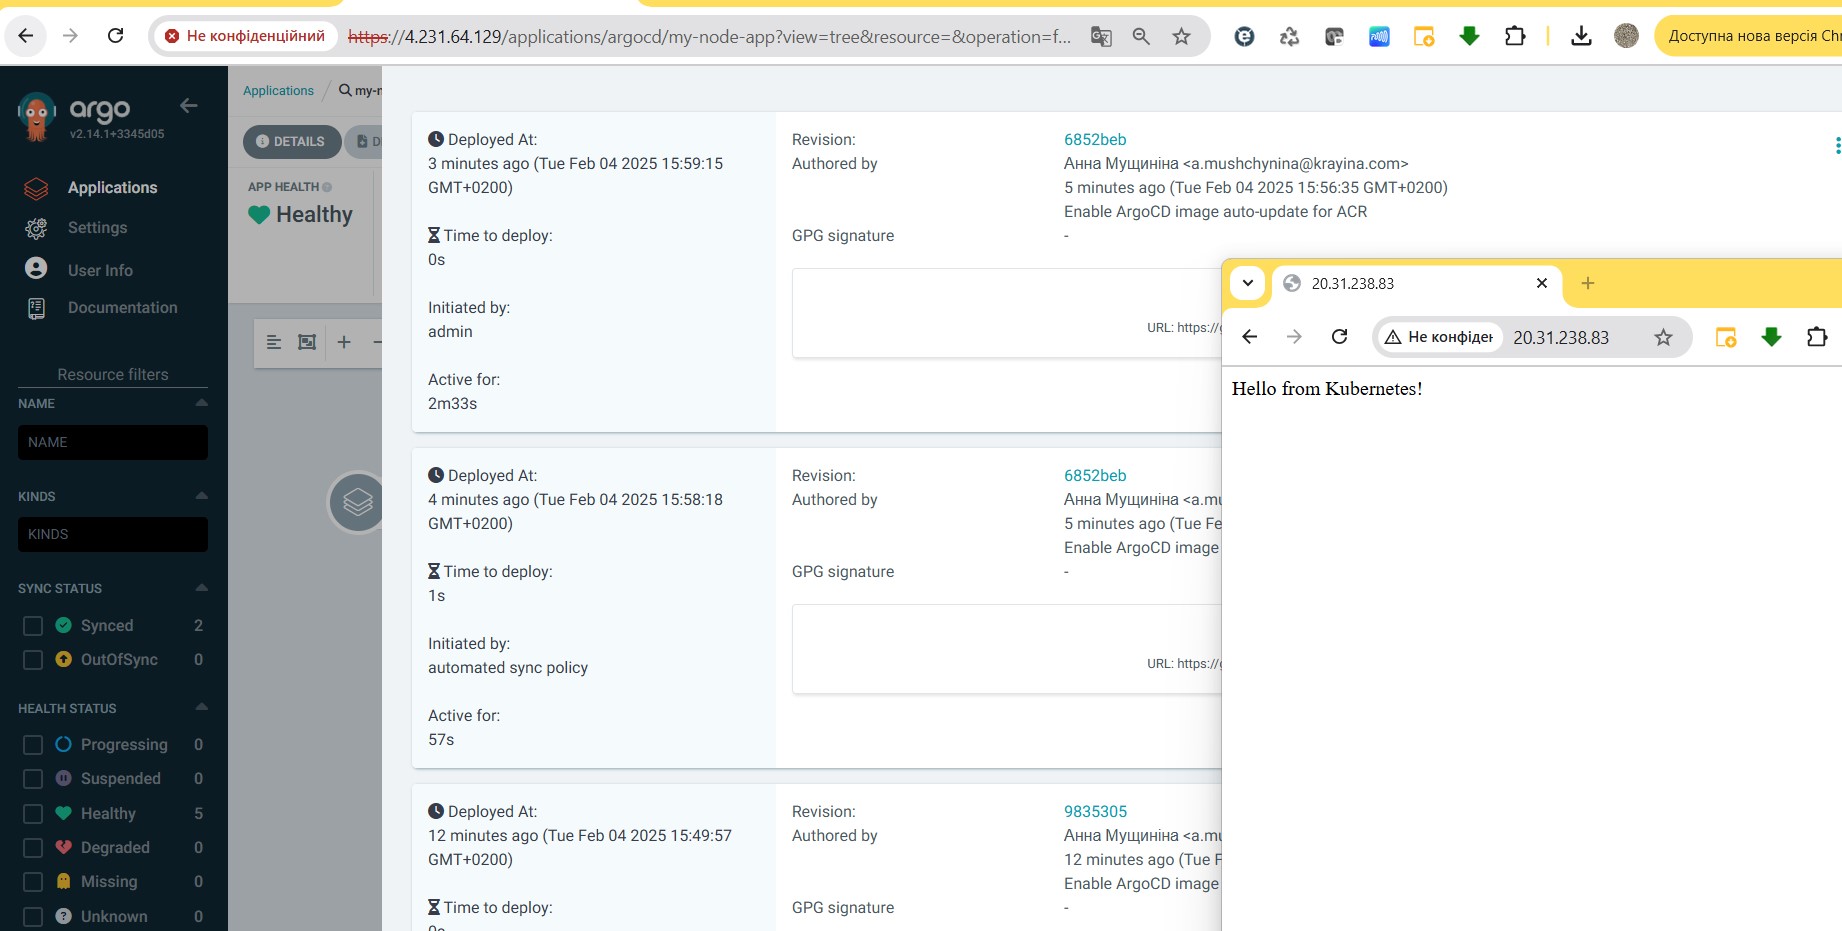 Не конфіденційний
https://4.231.64.129/applications/argocd/my-node-app?view=tree&resource=&operation=f...
Доступна нова версія Chr
argo
v2.14.1+3345d05
Applications
Settings
User Info
Documentation
Resource filters
NAME
NAME
KINDS
KINDS
SYNC STATUS
Synced 2
OutOfSync 0
HEALTH STATUS
Progressing 0
Suspended 0
Healthy 5
Degraded 0
Missing 0
Unknown 0
Applications / my-n
DETAILS
D
APP HEALTH
Healthy
Deployed At:
3 minutes ago (Tue Feb 04 2025 15:59:15
GMT+0200)
Time to deploy:
0s
Initiated by:
admin
Active for:
2m33s
Revision: 6852beb
Authored by Анна Мущиніна <a.mushchynina@krayina.com>
5 minutes ago (Tue Feb 04 2025 15:56:35 GMT+0200)
Enable ArgoCD image auto-update for ACR
GPG signature -
URL: https://g
Deployed At:
4 minutes ago (Tue Feb 04 2025 15:58:18
GMT+0200)
Time to deploy:
1s
Initiated by:
automated sync policy
Active for:
57s
Revision: 6852beb
Authored by Анна Мущиніна <a.mu
5 minutes ago (Tue Fe
Enable ArgoCD image
GPG signature -
URL: https://g
Deployed At:
12 minutes ago (Tue Feb 04 2025 15:49:57
GMT+0200)
Time to deploy:
0s
Revision: 9835305
Authored by Анна Мущиніна <a.mu
12 minutes ago (Tue F
Enable ArgoCD image
GPG signature -
20.31.238.83
Не конфіден
20.31.238.83
Hello from Kubernetes!